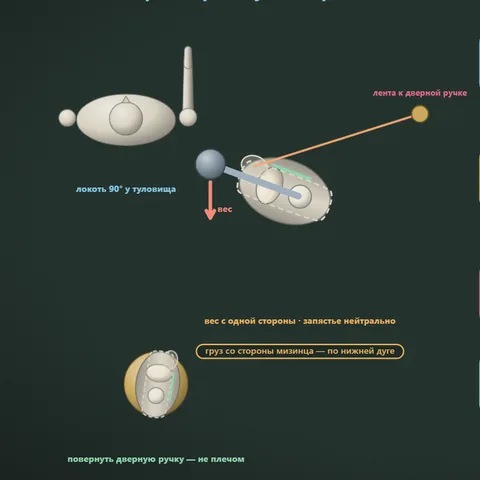 лента к дверной ручке
локоть 90° у туловища
вес
вес с одной стороны · запястье нейтрально
груз со стороны мизинца — по нижней дуге
повернуть дверную ручку — не плечом